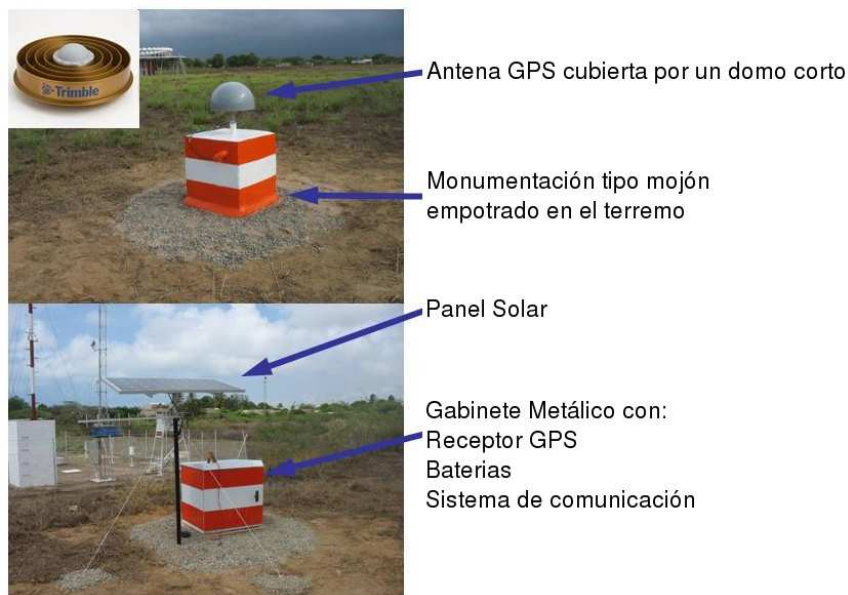 Trimble
Antena GPS cubierta por un domo corto
Monumentación tipo mojón
empotrado en el terremo
Panel Solar
Gabinete Metálico con:
Receptor GPS
Baterias
Sistema de comunicación